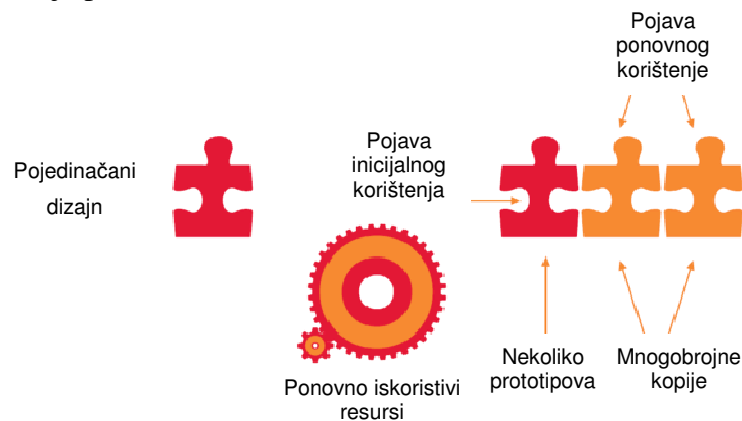 Pojava
ponovnog
korištenje
Pojedinačani
dizajn
Pojava
inicijalnog
korištenja
Ponovno iskoristivi
resursi
Nekoliko
prototipova
Mnogobrojne
kopije